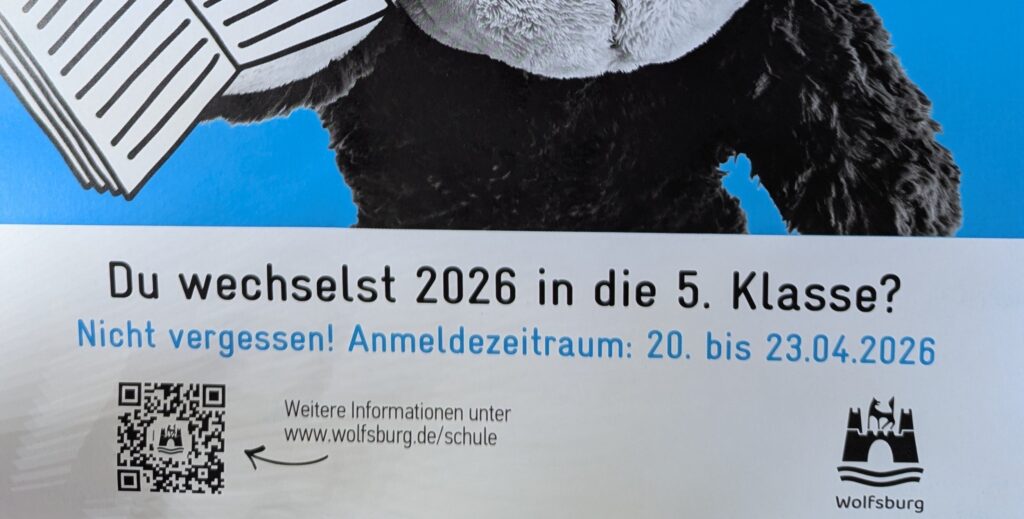 Du wechselst 2026 in die 5. Klasse?
Nicht vergessen! Anmeldezeitraum: 20. bis 23.04.2026
Weitere Informationen unter
www.wolfsburg.de/schule
Wolfsburg